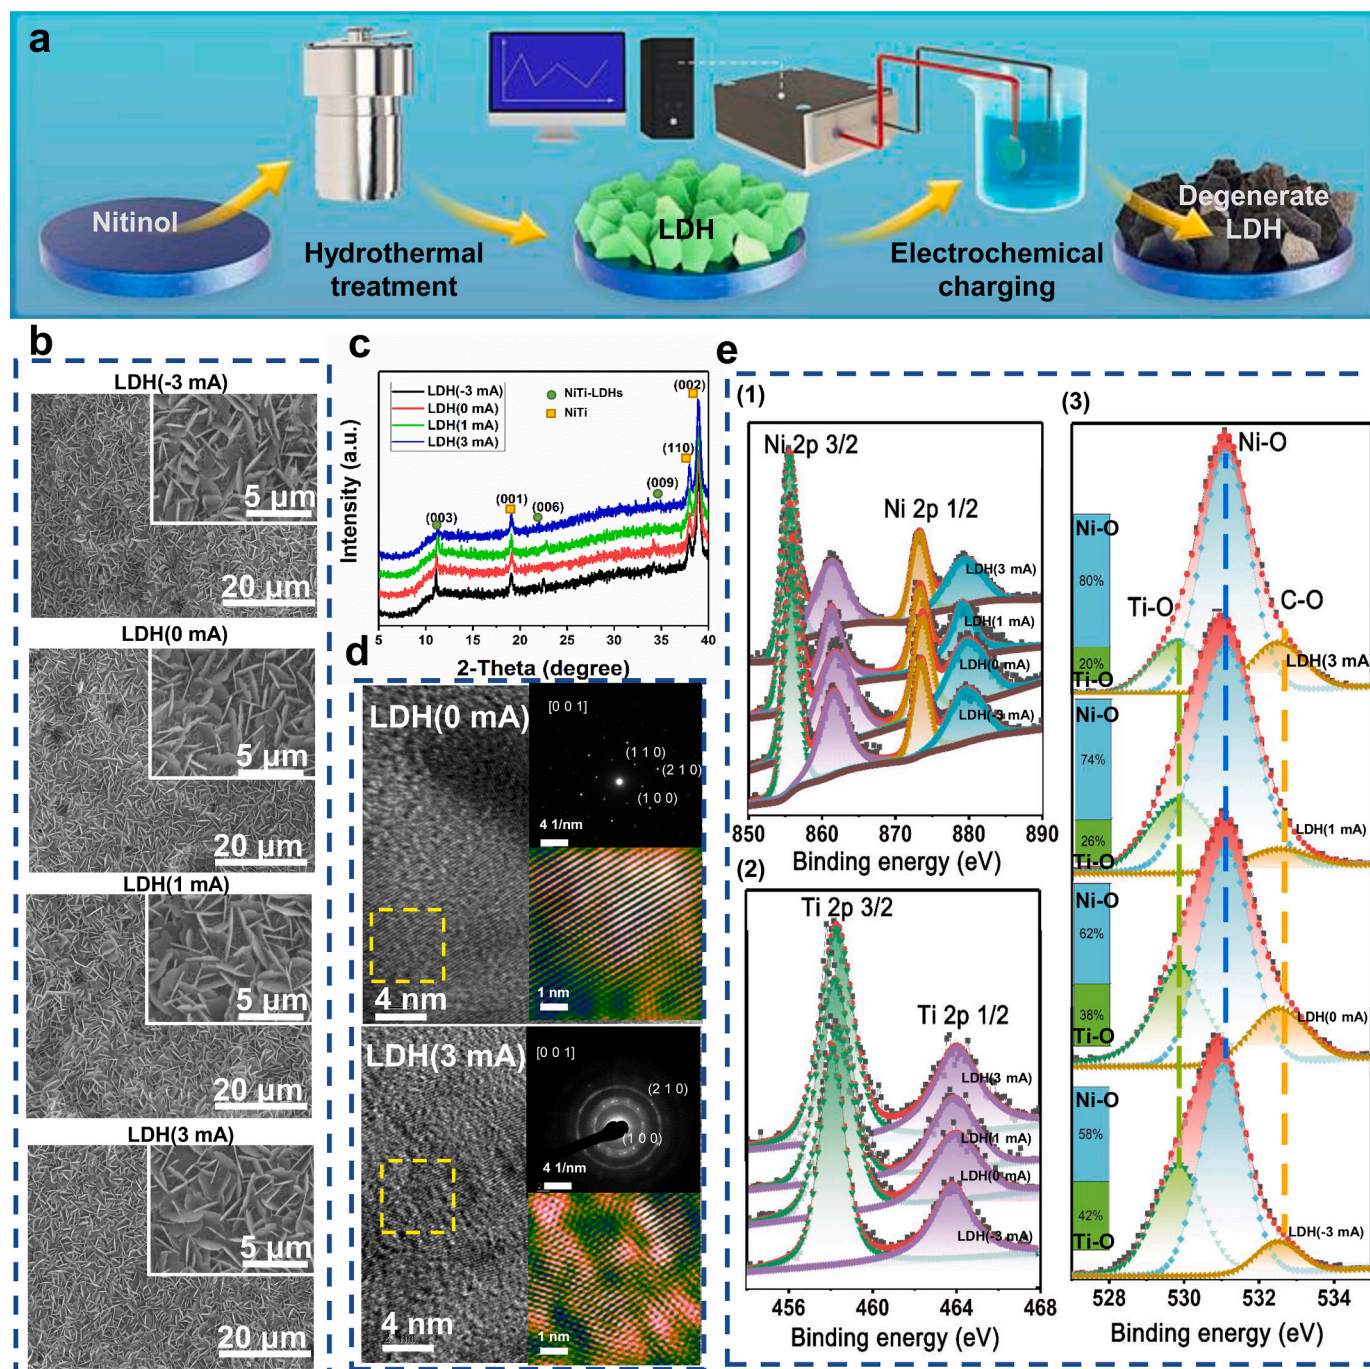 a
Nitinol
Hydrothermal
treatment
LDH
Electrochemical
charging
Degenerate
LDH
b
LDH(-3 mA)
5 µm
20 µm
LDH(0 mA)
5 µm
20 µm
LDH(1 mA)
5 µm
20 µm
LDH(3 mA)
5 µm
20 µm
c
Intensity (a.u.)
LDH(-3 mA)
LDH(0 mA)
LDH(1 mA)
LDH(3 mA)
NiTi-LDHs
NiTi
(003)
(001)
(006)
(009)
(110)
(002)
5 10 15 20 25 30 35 40
2-Theta (degree)
d
LDH(0 mA)
4 nm
[0 0 1]
(1 1 0)
(2 1 0)
(1 0 0)
4 1/nm
1 nm
LDH(3 mA)
4 nm
[0 0 1]
(2 1 0)
(1 0 0)
4 1/nm
1 nm
e
(1)
Ni 2p 3/2
Ni 2p 1/2
LDH(3 mA)
LDH(1 mA)
LDH(0 mA)
LDH(-3 mA)
850 860 870 880 890
Binding energy (eV)
(2)
Ti 2p 3/2
Ti 2p 1/2
LDH(3 mA)
LDH(1 mA)
LDH(0 mA)
LDH(-3 mA)
456 460 464 468
Binding energy (eV)
(3)
Ni-O
Ti-O
C-O
Ni-O
80%
20%
Ti-O
LDH(3 mA
Ni-O
74%
26%
Ti-O
LDH(1 mA)
Ni-O
62%
38%
Ti-O
LDH(0 mA)
Ni-O
58%
42%
Ti-O
LDH(-3 mA)
528 530 532 534
Binding energy (eV)